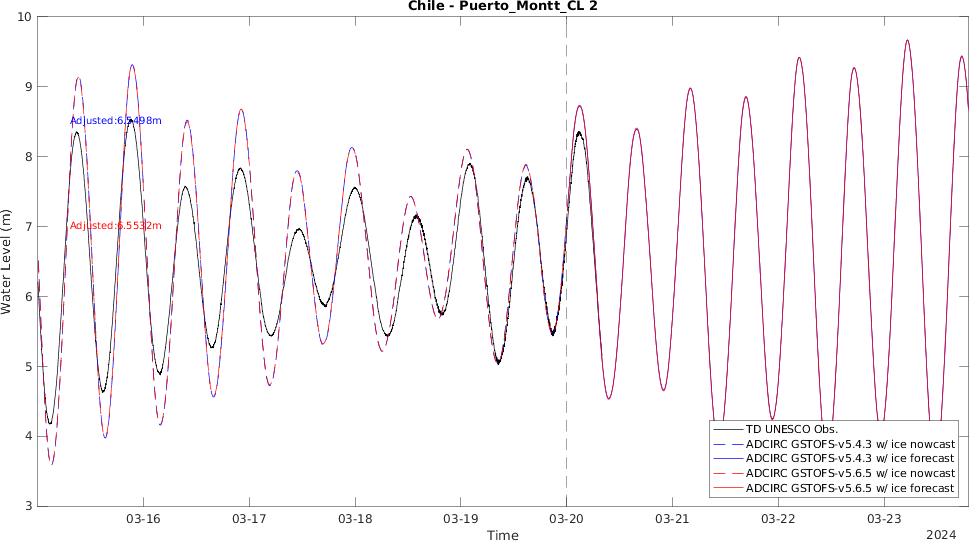 Chile - Puerto_Montt_CL 2
10
9
8
7
6
5
4
3
Water Level (m)
Adjusted:6.5498m
Adjusted:6.5532m
TD UNESCO Obs.
ADCIRC GSTOFS-v5.4.3 w/ ice nowcast
ADCIRC GSTOFS-v5.4.3 w/ ice forecast
ADCIRC GSTOFS-v5.6.5 w/ ice nowcast
ADCIRC GSTOFS-v5.6.5 w/ ice forecast
03-16 03-17 03-18 03-19 03-20 03-21 03-22 03-23
Time
2024